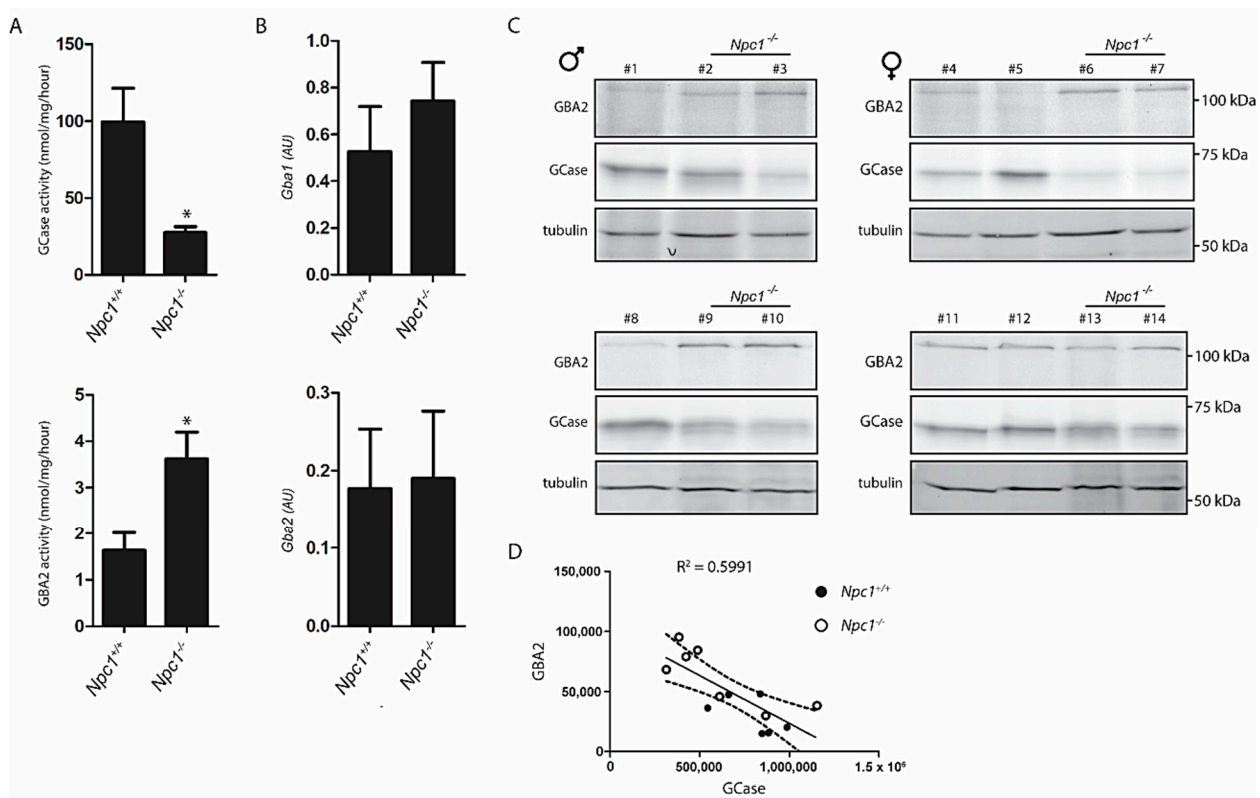 A
GCase activity (nmol/mg/hour)
150
100
50
0
*
Npc1+/+
Npc1-/-
GBA2 activity (nmol/mg/hour)
5
4
3
2
1
0
*
Npc1+/+
Npc1-/-
B
Gba1 (AU)
1.0
0.8
0.6
0.4
0.2
0.0
Npc1+/+
Npc1-/-
Gba2 (AU)
0.3
0.2
0.1
0.0
Npc1+/+
Npc1-/-
C
♂
Npc1 -/-
#1 #2 #3
GBA2
GCase
tubulin
♀
Npc1 -/-
#4 #5 #6 #7
GBA2
100 kDa
75 kDa
GCase
tubulin
50 kDa
Npc1 -/-
#8 #9 #10
GBA2
GCase
tubulin
Npc1 -/-
#11 #12 #13 #14
GBA2
100 kDa
75 kDa
GCase
tubulin
50 kDa
D
R² = 0.5991
150,000
100,000
50,000
0
GBA2
0 500,000 1,000,000 1.5 x 10⁶
GCase
Npc1+/+
Npc1-/-